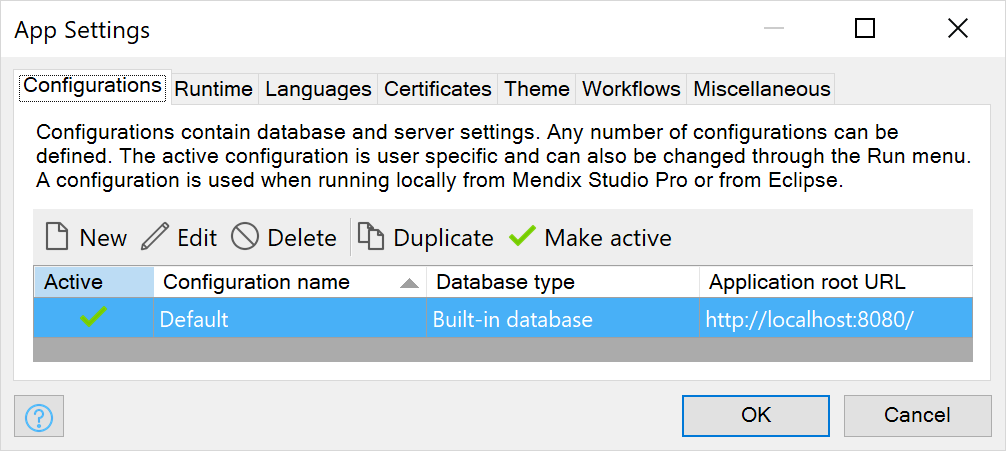 App Settings
Configurations Runtime Languages Certificates Theme Workflows Miscellaneous
Configurations contain database and server settings. Any number of configurations can be
defined. The active configuration is user specific and can also be changed through the Run menu.
A configuration is used when running locally from Mendix Studio Pro or from Eclipse.
New Edit Delete Duplicate Make active
Active Configuration name Database type Application root URL
Default Built-in database http://localhost:8080/
? OK Cancel